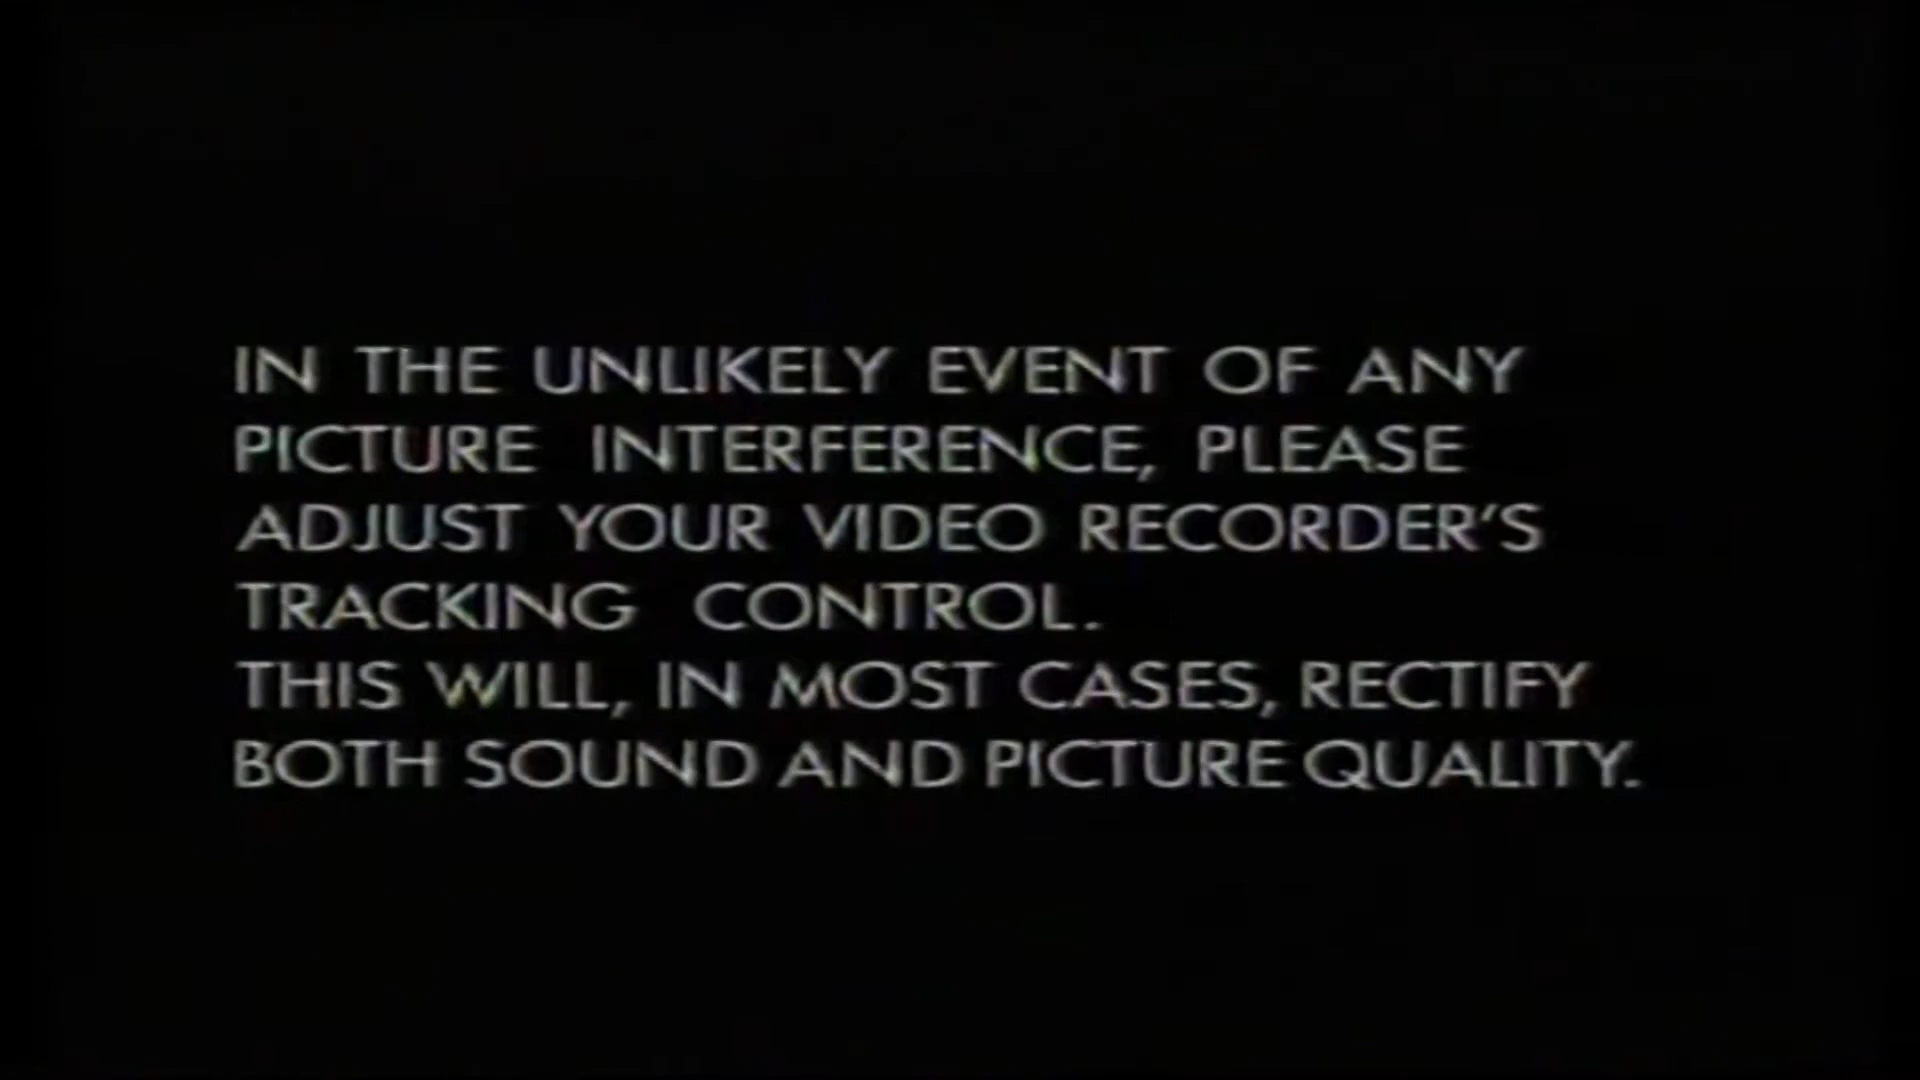 IN THE UNLIKELY EVENT OF ANY
PICTURE INTERFERENCE, PLEASE
ADJUST YOUR VIDEO RECORDER'S
TRACKING CONTROL.
THIS WILL, IN MOST CASES, RECTIFY
BOTH SOUND AND PICTURE QUALITY.